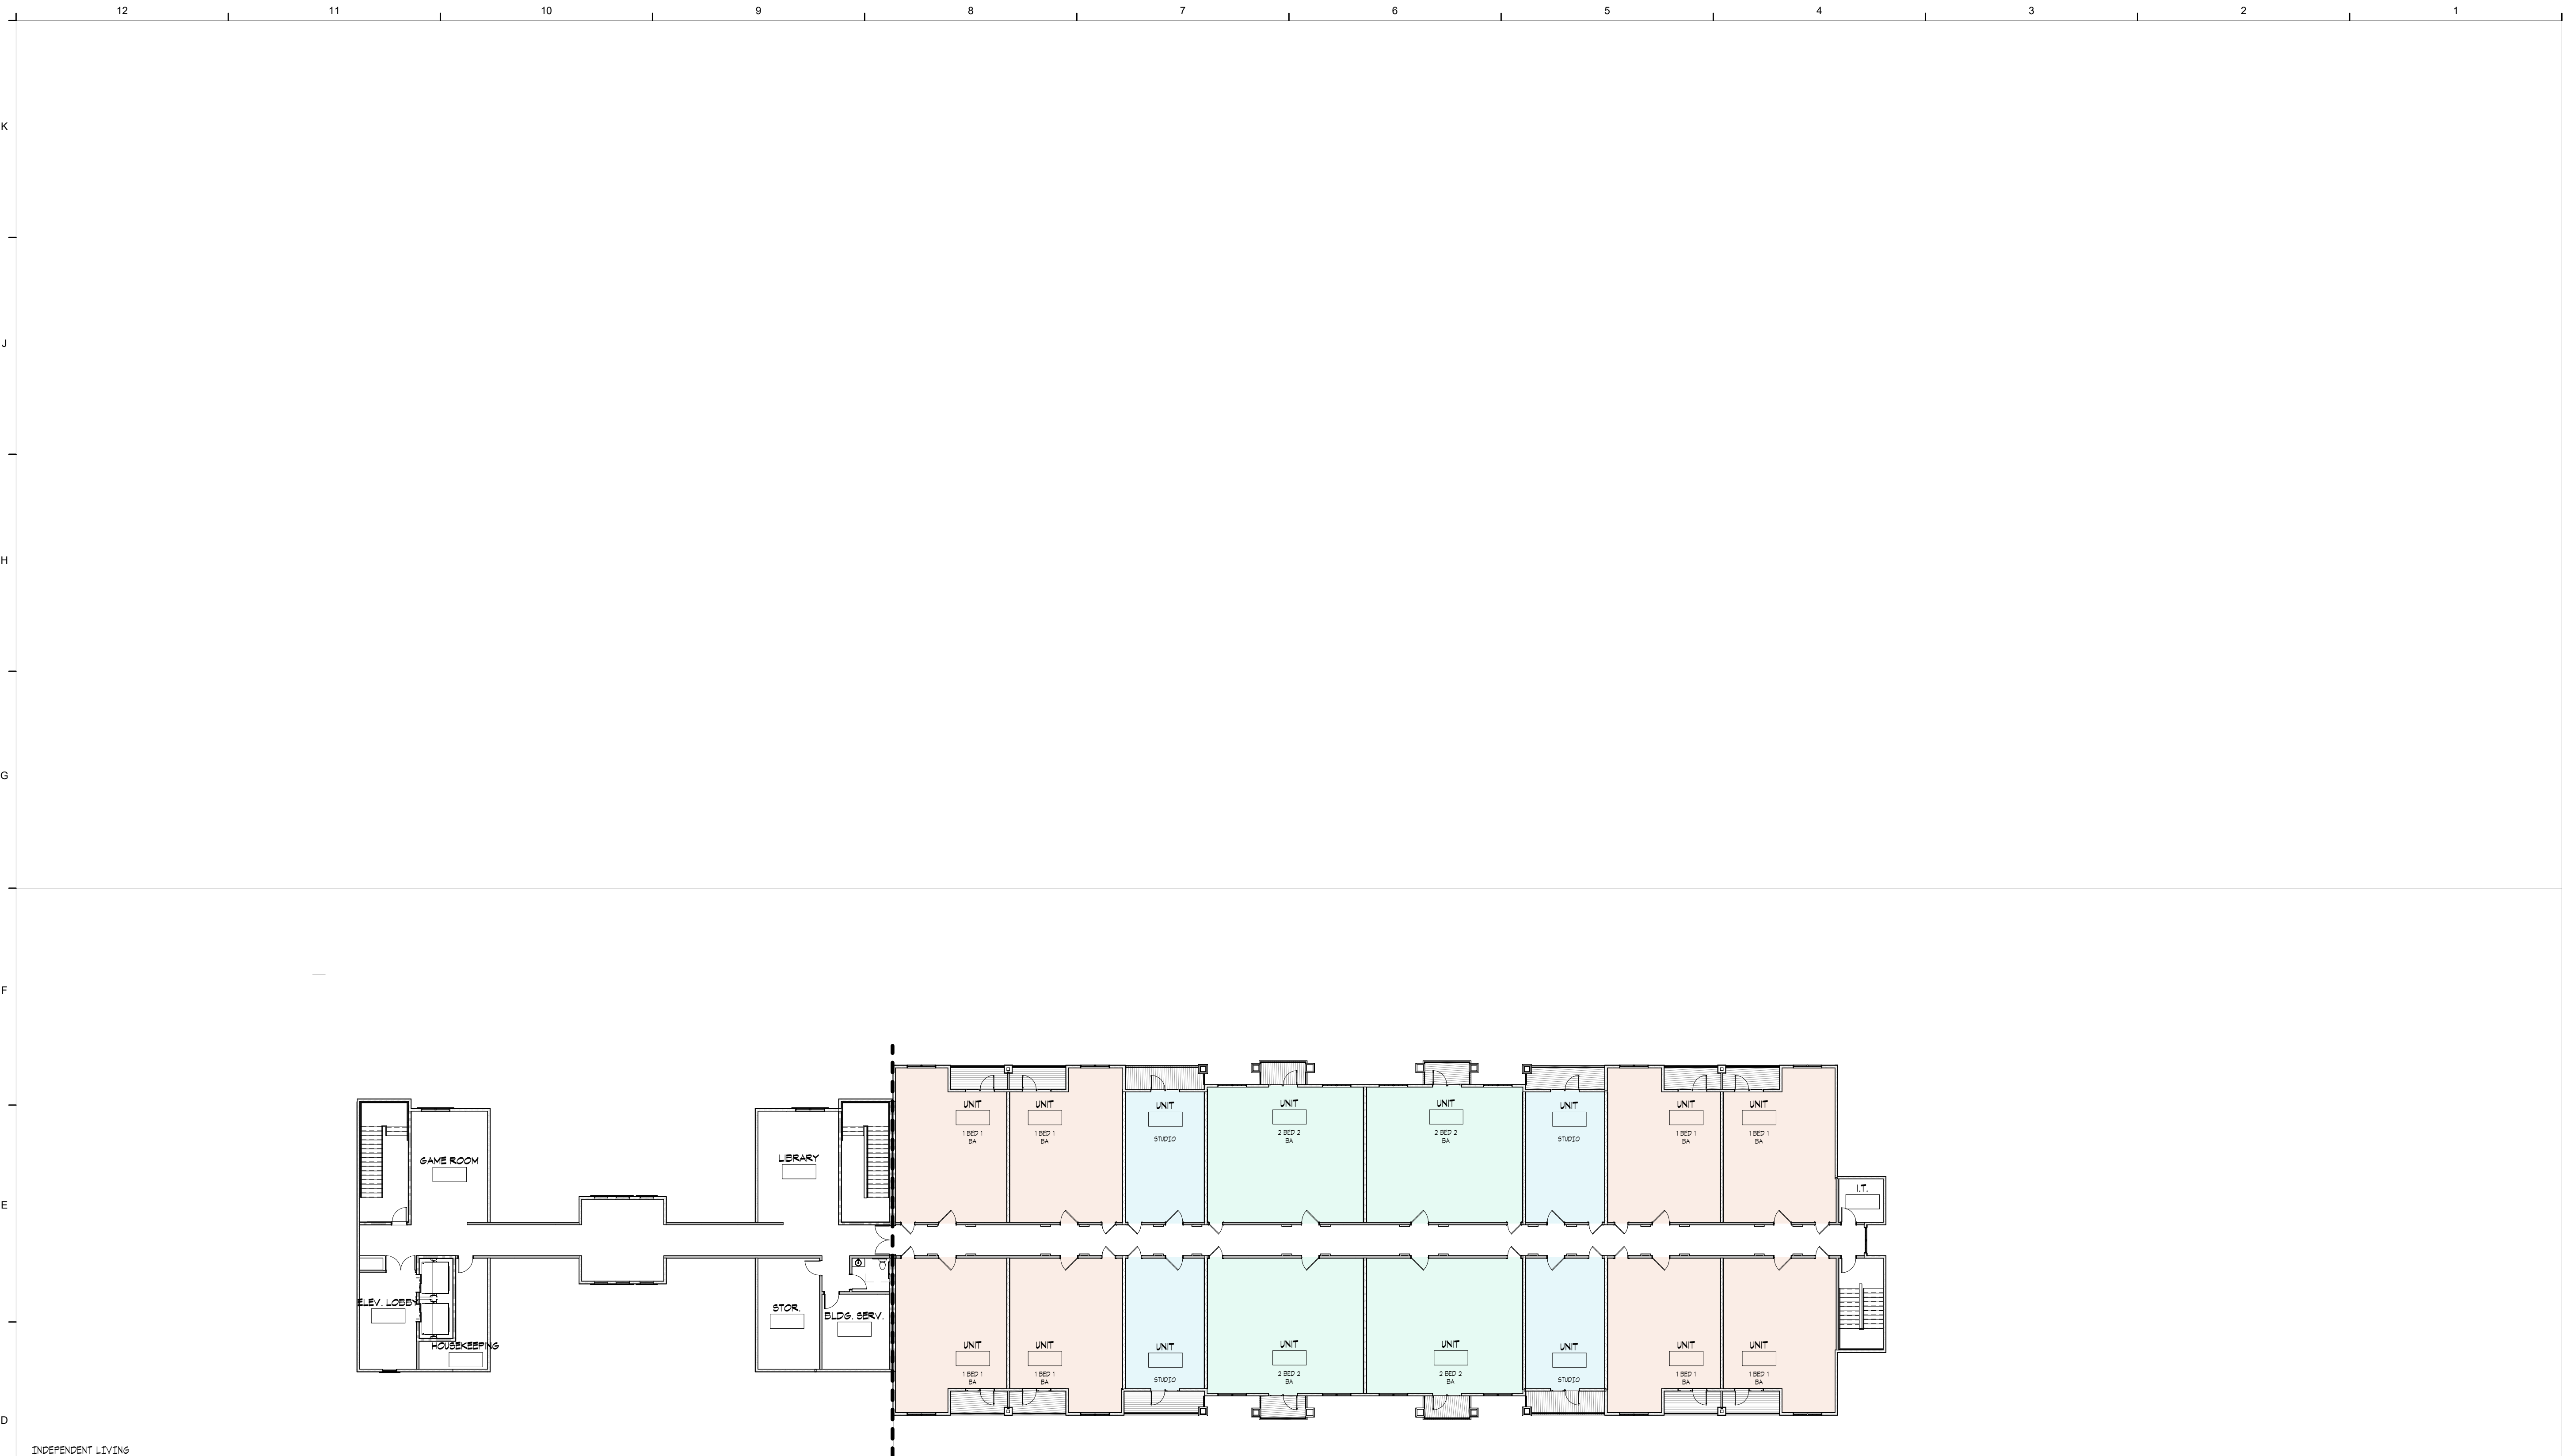 12 11 10 9 8 7 6 5 4 3 2 1
K
J
H
G
F
E
D
UNIT
1 BED 1
BA
UNIT
1 BED 1
BA
UNIT
STUDIO
UNIT
2 BED 2
BA
UNIT
2 BED 2
BA
UNIT
STUDIO
UNIT
1 BED 1
BA
UNIT
1 BED 1
BA
GAME ROOM
LIBRARY
I.T.
ELEV. LOBBY
HOUSEKEEPING
STOR.
BLDG. SERV.
UNIT
1 BED 1
BA
UNIT
1 BED 1
BA
UNIT
STUDIO
UNIT
2 BED 2
BA
UNIT
2 BED 2
BA
UNIT
STUDIO
UNIT
1 BED 1
BA
UNIT
1 BED 1
BA
INDEPENDENT LIVING